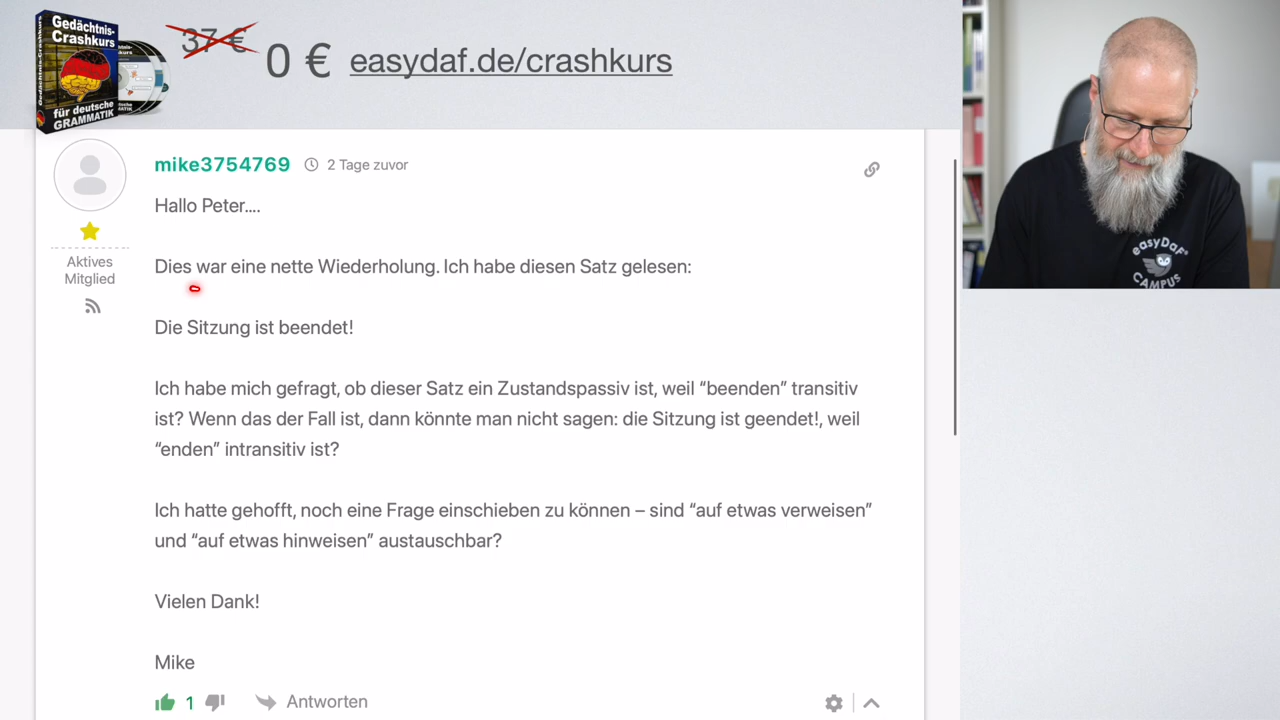 Gedächtnis-
Crashkurs
für deutsche
GRAMMATIK
37 €
0 €
easydaf.de/crashkurs
easyDaF®
CAMPUS
mike3754769
2 Tage zuvor
Hallo Peter....
Aktives
Mitglied
Dies war eine nette Wiederholung. Ich habe diesen Satz gelesen:
Die Sitzung ist beendet!
Ich habe mich gefragt, ob dieser Satz ein Zustandspassiv ist, weil “beenden” transitiv
ist? Wenn das der Fall ist, dann könnte man nicht sagen: die Sitzung ist geendet!, weil
“enden” intransitiv ist?
Ich hatte gehofft, noch eine Frage einschieben zu können – sind “auf etwas verweisen”
und “auf etwas hinweisen” austauschbar?
Vielen Dank!
Mike
1
Antworten